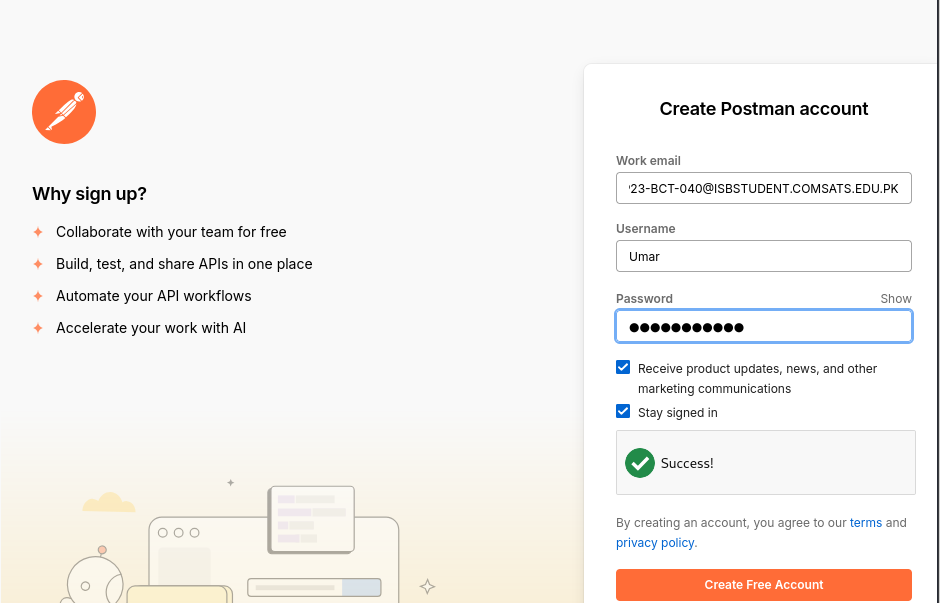 Why sign up?
Collaborate with your team for free
Build, test, and share APIs in one place
Automate your API workflows
Accelerate your work with AI
Create Postman account
Work email
23-BCT-040@ISBSTUDENT.COMSATS.EDU.PK
Username
Umar
Password Show
●●●●●●●●●●●
Receive product updates, news, and other
marketing communications
Stay signed in
Success!
By creating an account, you agree to our terms and
privacy policy.
Create Free Account